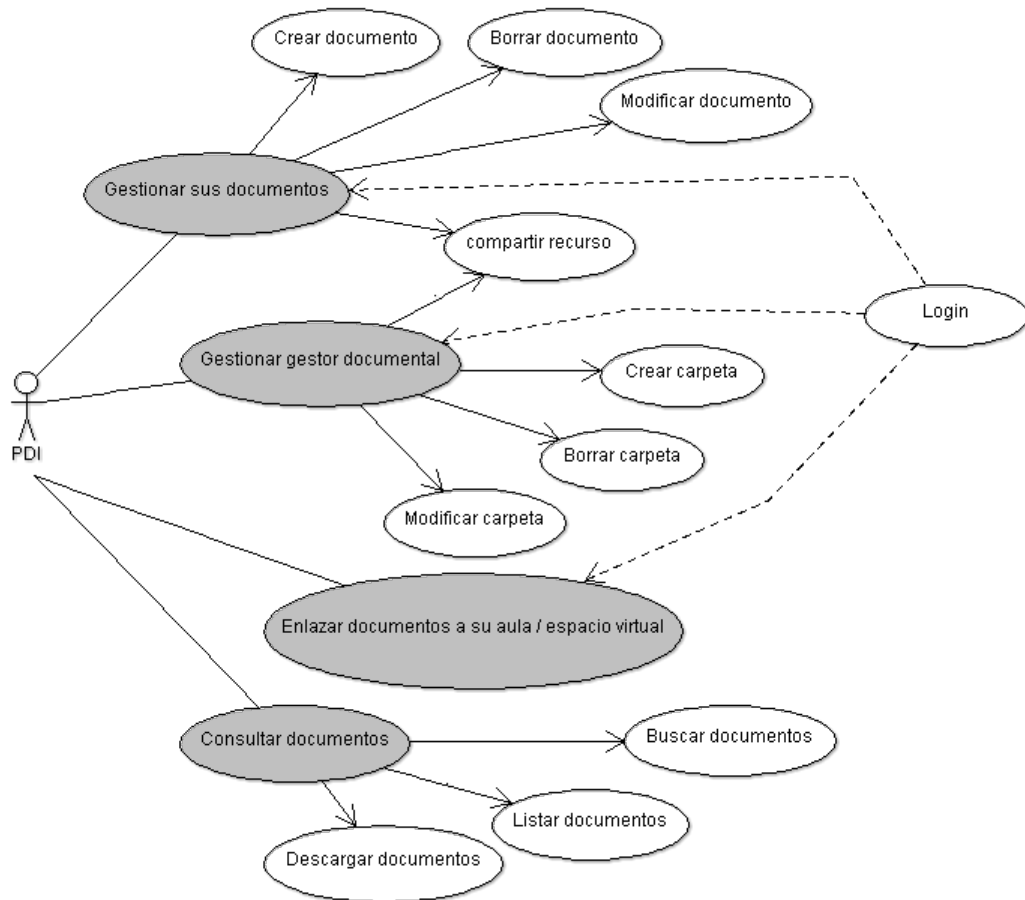 Crear documento
Borrar documento
Modificar documento
Gestionar sus documentos
compartir recurso
Login
Gestionar gestor documental
Crear carpeta
PDI
Borrar carpeta
Modificar carpeta
Enlazar documentos a su aula / espacio virtual
Consultar documentos
Buscar documentos
Listar documentos
Descargar documentos